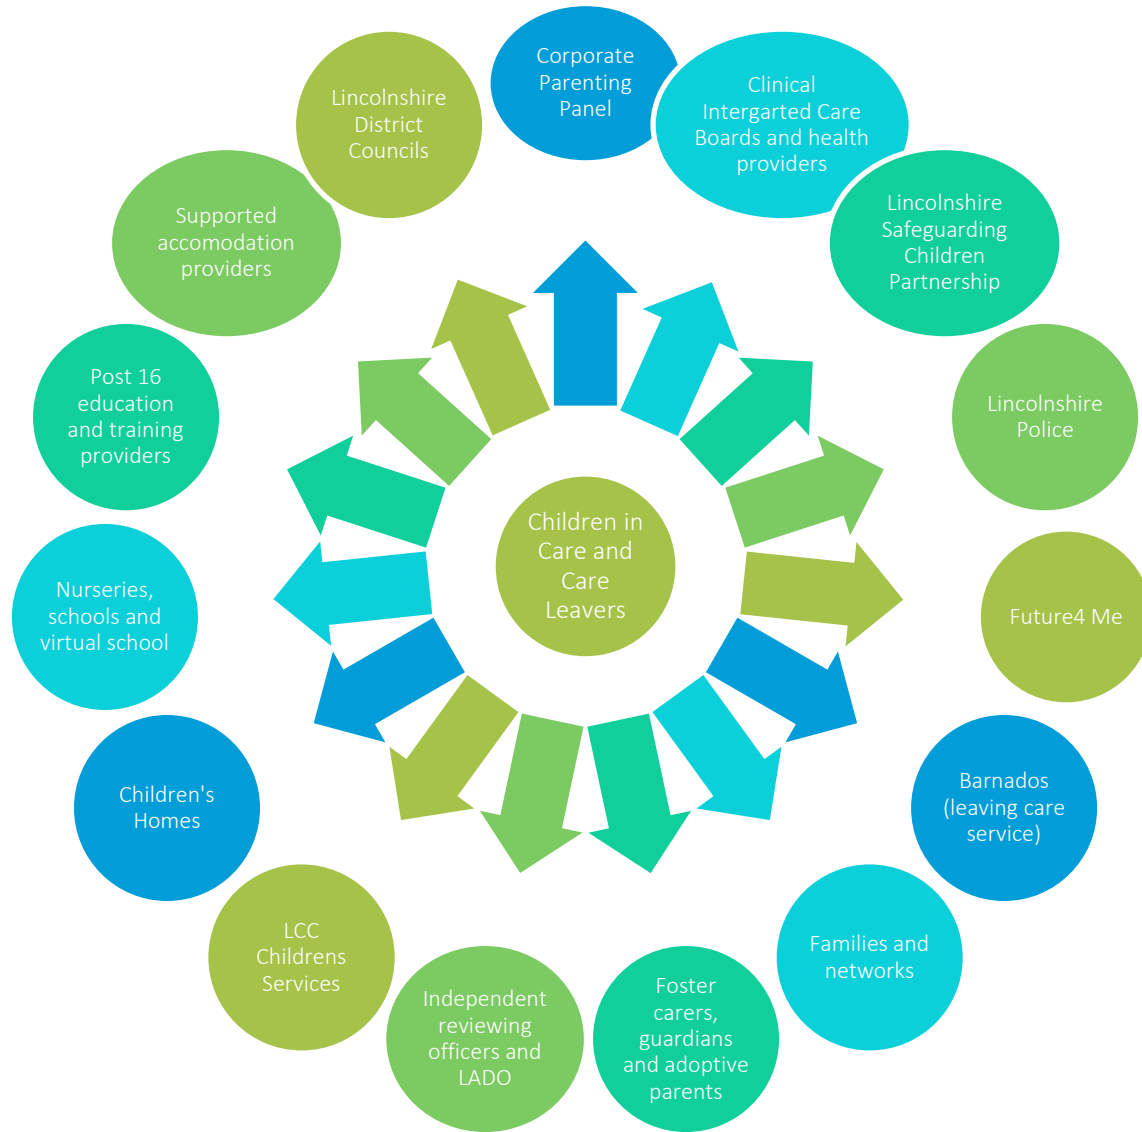 Corporate
Parenting
Panel
Clinical
Intergarted Care
Boards and health
providers
Lincolnshire
Safeguarding
Children
Partnership
Lincolnshire
Police
Future4 Me
Barnados
(leaving care
service)
Families and
networks
Foster
carers,
guardians
and adoptive
parents
Independent
reviewing
officers and
LADO
LCC
Childrens
Services
Children's
Homes
Nurseries,
schools and
virtual school
Post 16
education
and training
providers
Supported
accomodation
providers
Lincolnshire
District
Councils
Children in
Care and
Care
Leavers